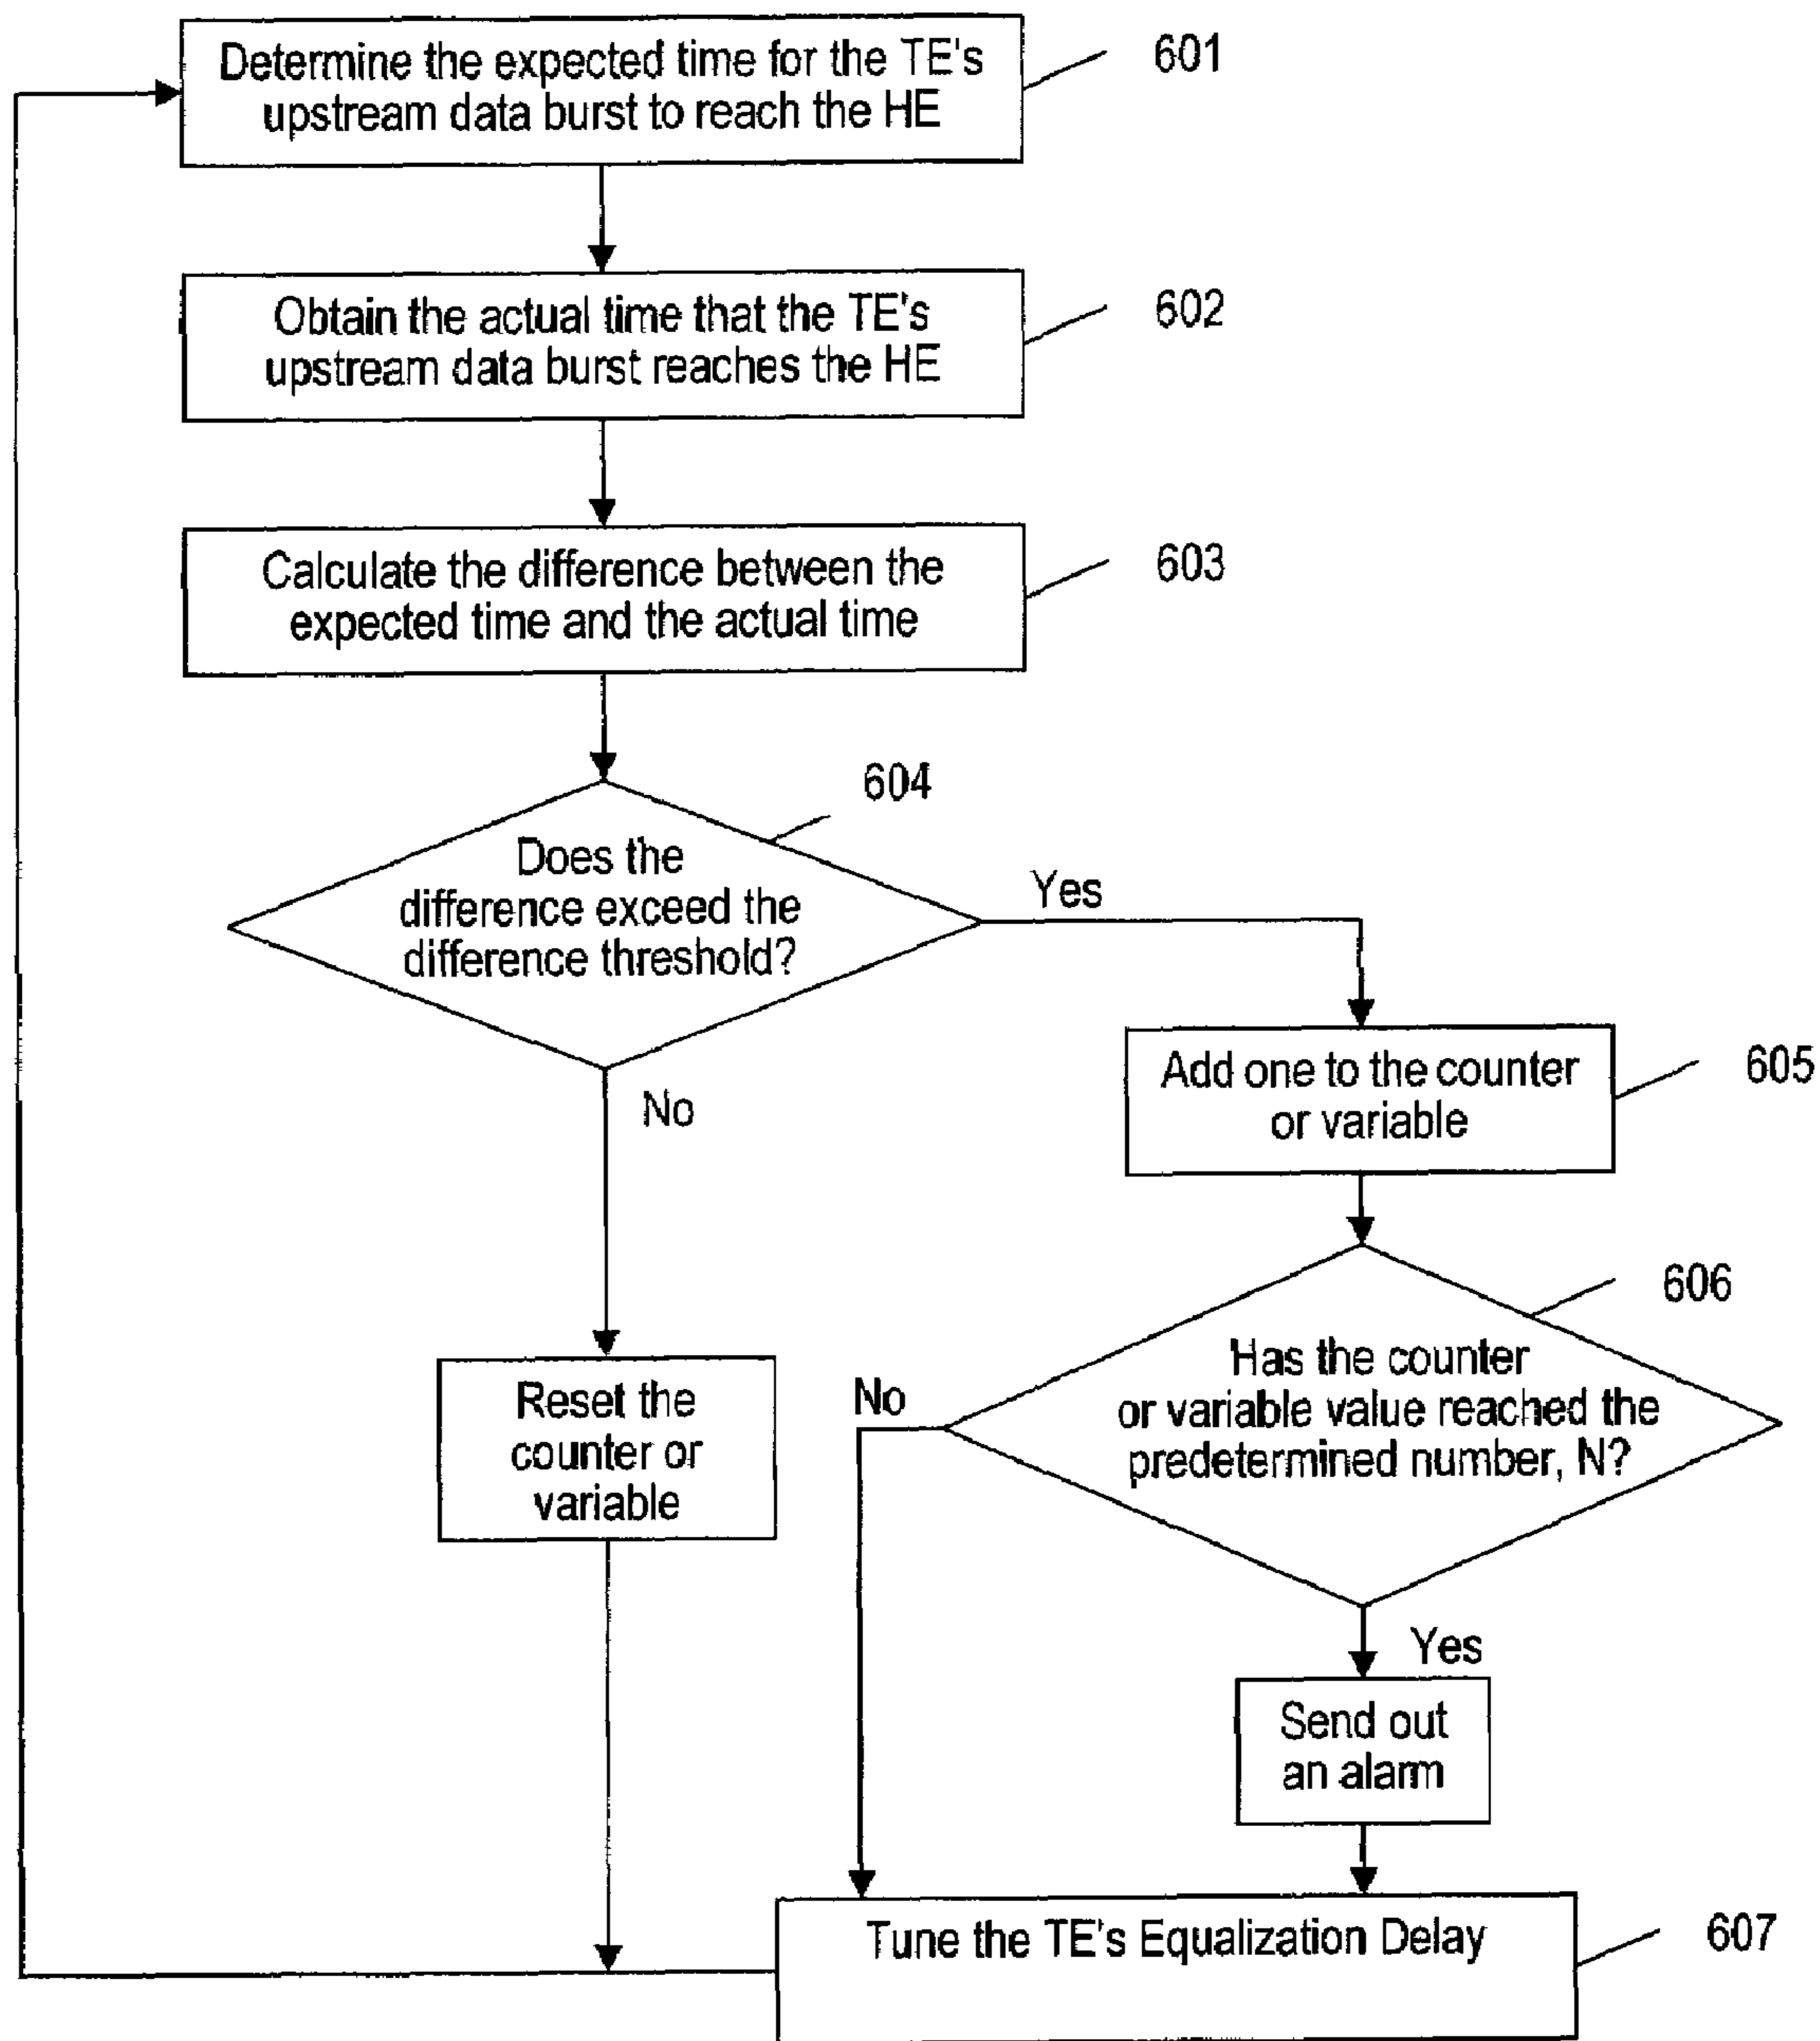 Determine the expected time for the TE's
upstream data burst to reach the HE
601
Obtain the actual time that the TE's
upstream data burst reaches the HE
602
Calculate the difference between the
expected time and the actual time
603
604
Does the
difference exceed the
difference threshold?
Yes
No
Add one to the counter
or variable
605
606
Has the counter
or variable value reached the
predetermined number, N?
No
Yes
Reset the
counter or
variable
Send out
an alarm
Tune the TE's Equalization Delay
607